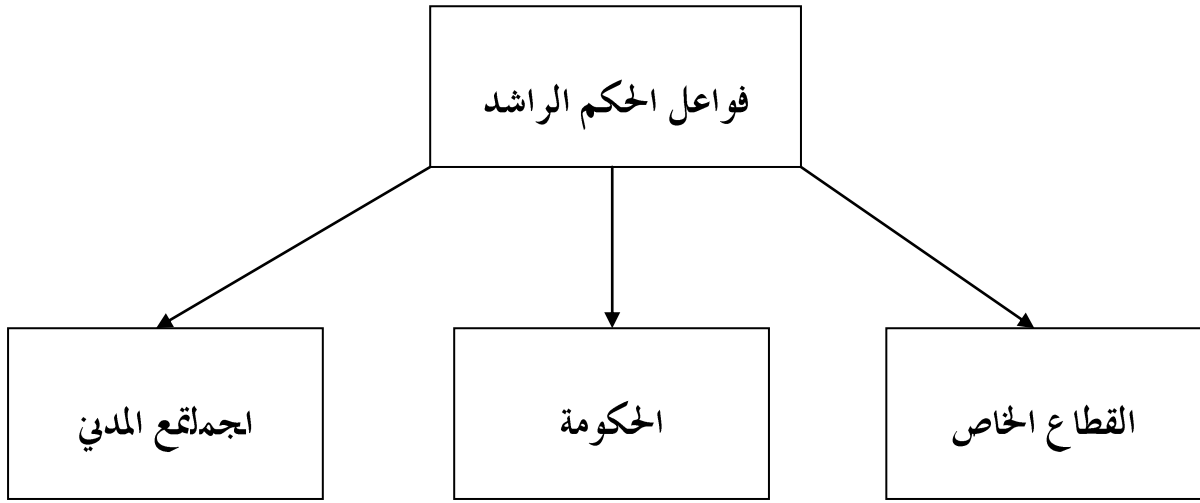 فواعل الحكم الراشد
القطاع الخاص
الحكومة
اجملتمع المدني